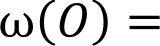 ω(O) =